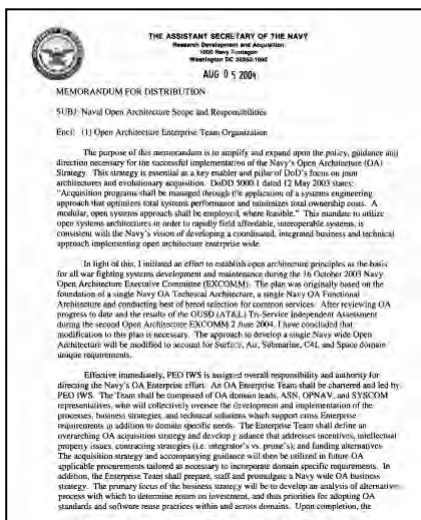 THE ASSISTANT SECRETARY OF THE NAVY
Research Development and Acquisition
1000 Navy Pentagon
Washington DC 20350-1000
AUG 05 2004
MEMORANDUM FOR DISTRIBUTION
SUBJ: Naval Open Architecture Scope and Responsibilities
Encl: (1) Open Architecture Enterprise Team Organization
The purpose of this memorandum is to amplify and expand upon the policy, guidance and
direction necessary for the successful implementation of the Navy's Open Architecture (OA)
Strategy. This strategy is essential as a key enabler and pillar of DoD's focus on joint
architectures and evolutionary acquisition. DoDD 5000.1 dated 12 May 2003 states:
"Acquisition programs shall be managed through the application of a systems engineering
approach that optimizes total systems performance and minimizes total ownership costs. A
modular, open systems approach shall be employed, where feasible." This mandate to utilize
open systems architectures in order to rapidly field affordable, interoperable systems, is
consistent with the Navy's vision of developing a coordinated, integrated business and technical
approach implementing open architecture enterprise wide.
In light of this, I initiated an effort to establish open architecture principles as the basis
for all war fighting systems development and maintenance during the 16 October 2003 Navy
Open Architecture Executive Committee (EXCOMM). The plan was originally based on the
foundation of a single Navy OA Technical Architecture, a single Navy OA Functional
Architecture and conducting best of breed selection for common services. After reviewing OA
progress to date and the results of the OUSD (AT&L) Tri-Service Independent Assessment
during the second Open Architecture EXCOMM 2 June 2004, I have concluded that
modification to this plan is necessary. The approach to develop a single Navy wide Open
Architecture will be modified to account for Surface, Air, Submarine, C4I, and Space domain
unique requirements.
Effective immediately, PEO IWS is assigned overall responsibility and authority for
directing the Navy's OA Enterprise effort. An OA Enterprise Team shall be chartered and led by
PEO IWS. The Team shall be comprised of OA domain leads, ASN, OPNAV, and SYSCOM
representatives, who will collectively oversee the development and implementation of the
processes, business strategies, and technical solutions which support cross Enterprise
requirements in addition to domain specific needs. The Enterprise Team shall define an
overarching OA acquisition strategy and develop guidance that addresses incentives, intellectual
property issues, contracting strategies (i.e. integrator's vs. prime's), and funding alternatives.
The acquisition strategy and accompanying guidance will then be utilized in future OA
applicable procurements tailored as necessary to incorporate domain specific requirements. In
addition, the Enterprise Team shall prepare, staff and promulgate a Navy wide OA business
strategy. The primary focus of the business strategy will be to develop an analysis of alternatives
process with which to determine return on investment, and thus priorities for adopting OA
standards and software reuse practices within and across domains. Upon completion, the